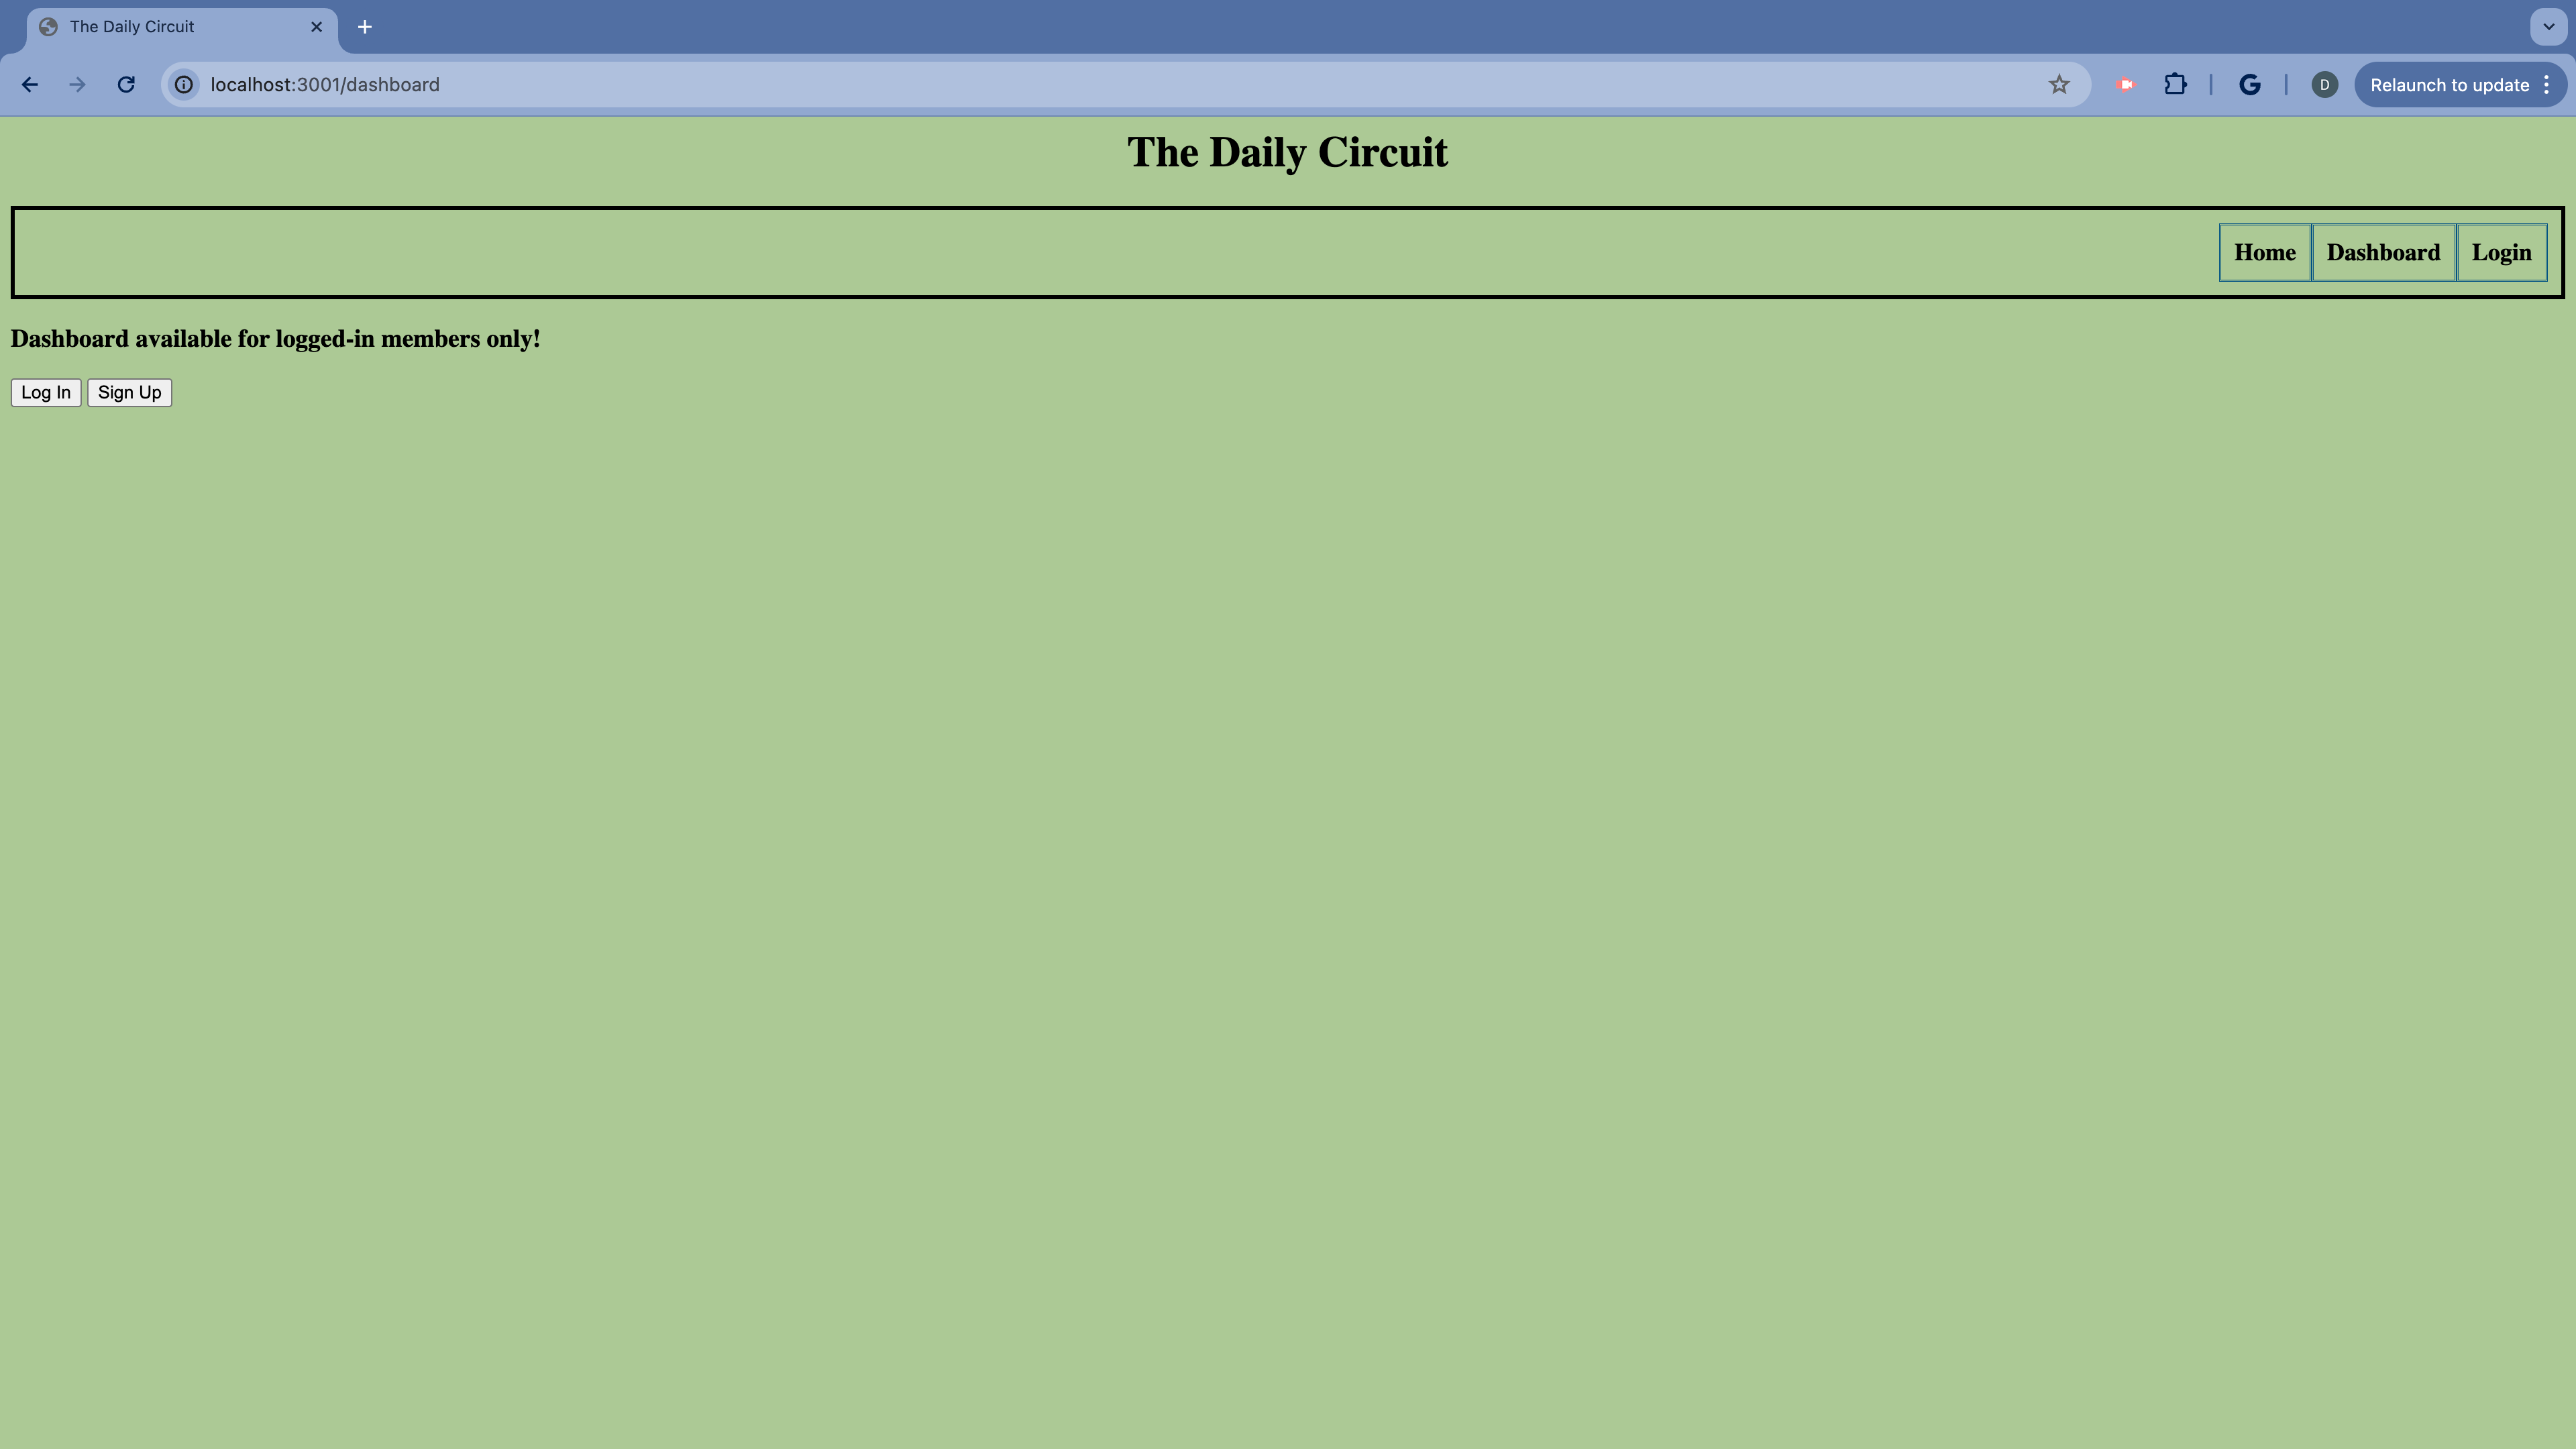 The Daily Circuit
localhost:3001/dashboard
D
Relaunch to update
The Daily Circuit
Home Dashboard Login
Dashboard available for logged-in members only!
Log In Sign Up